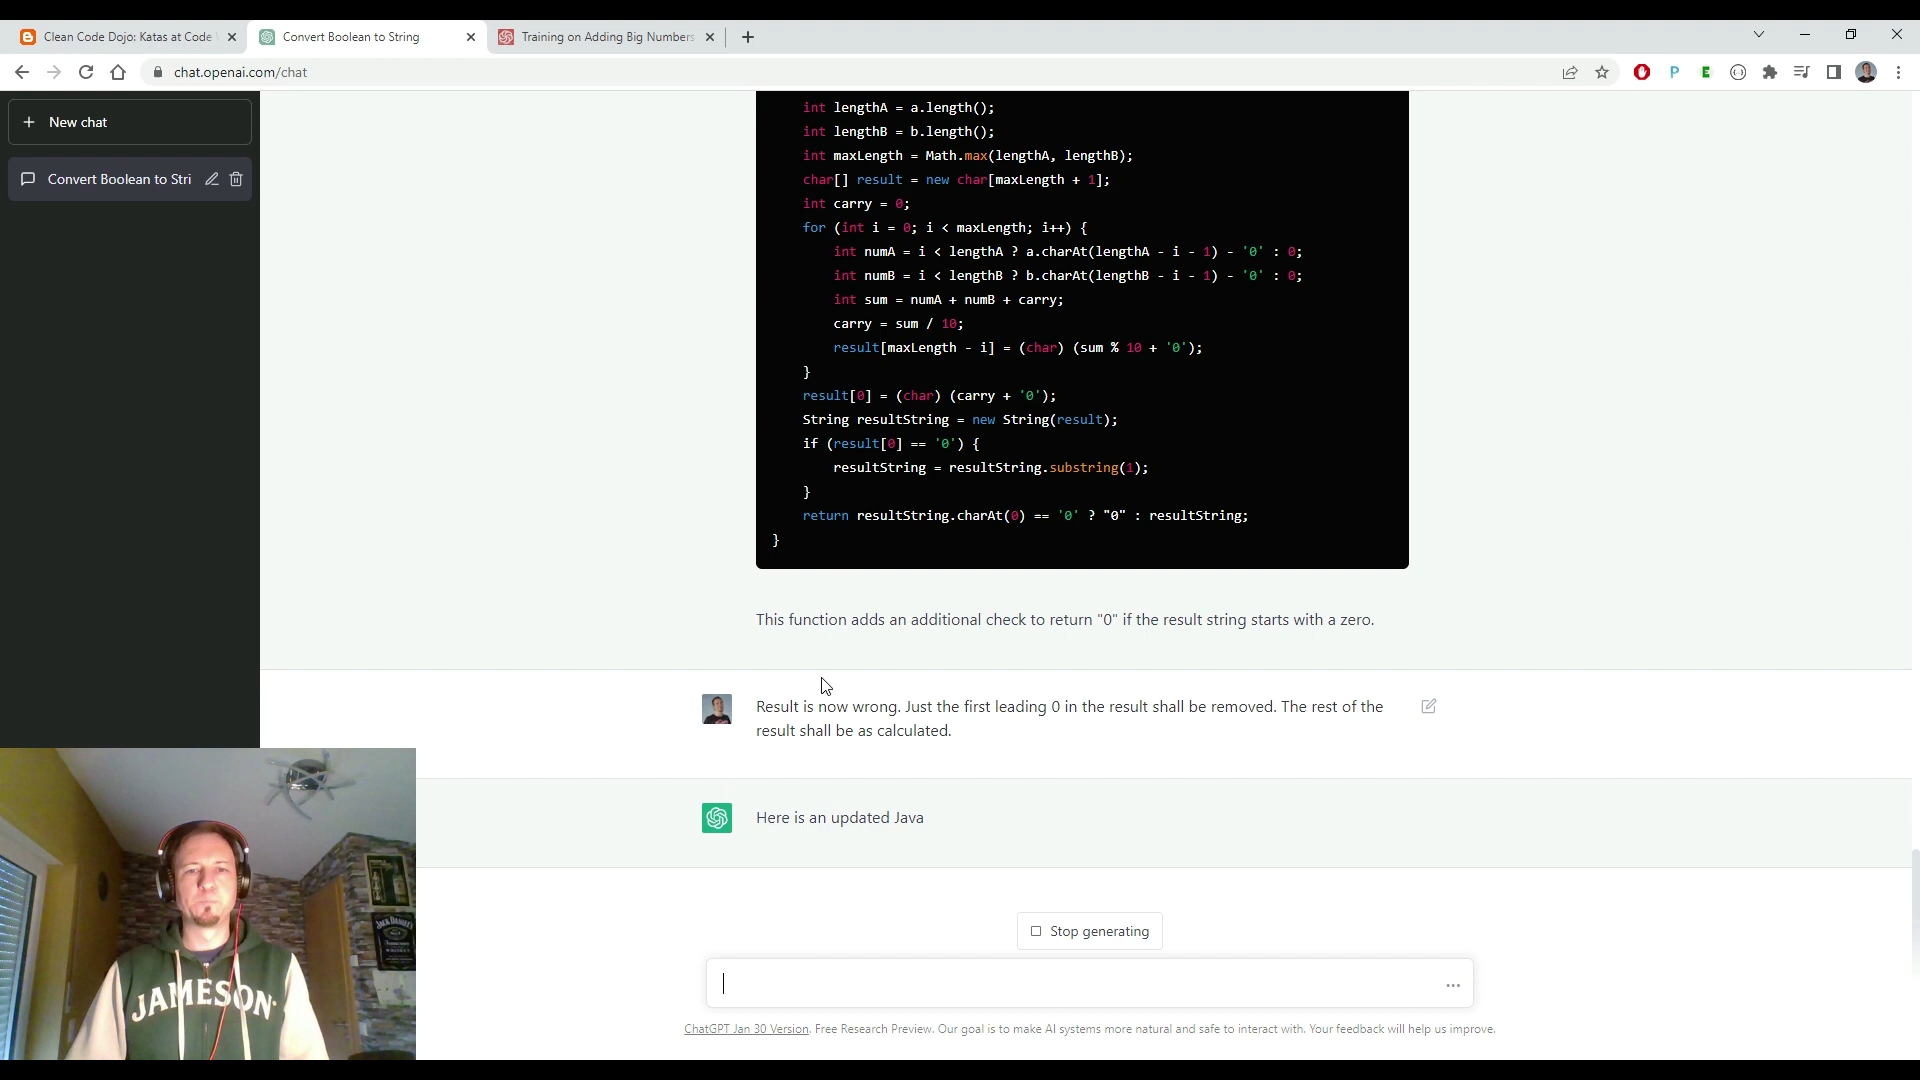 Clean Code Dojo: Katas at Code
Convert Boolean to String
Training on Adding Big Numbers
chat.openai.com/chat
New chat
Convert Boolean to Stri
int lengthA = a.length();
int lengthB = b.length();
int maxLength = Math.max(lengthA, lengthB);
char[] result = new char[maxLength + 1];
int carry = 0;
for (int i = 0; i < maxLength; i++) {
int numA = i < lengthA ? a.charAt(lengthA - i - 1) - '0' : 0;
int numB = i < lengthB ? b.charAt(lengthB - i - 1) - '0' : 0;
int sum = numA + numB + carry;
carry = sum / 10;
result[maxLength - i] = (char) (sum % 10 + '0');
}
result[0] = (char) (carry + '0');
String resultString = new String(result);
if (result[0] == '0') {
resultString = resultString.substring(1);
}
return resultString.charAt(0) == '0' ? "0" : resultString;
}
This function adds an additional check to return "0" if the result string starts with a zero.
Result is now wrong. Just the first leading 0 in the result shall be removed. The rest of the
result shall be as calculated.
Here is an updated Java
Stop generating
ChatGPT Jan 30 Version. Free Research Preview. Our goal is to make AI systems more natural and safe to interact with. Your feedback will help us improve.
JAMESON